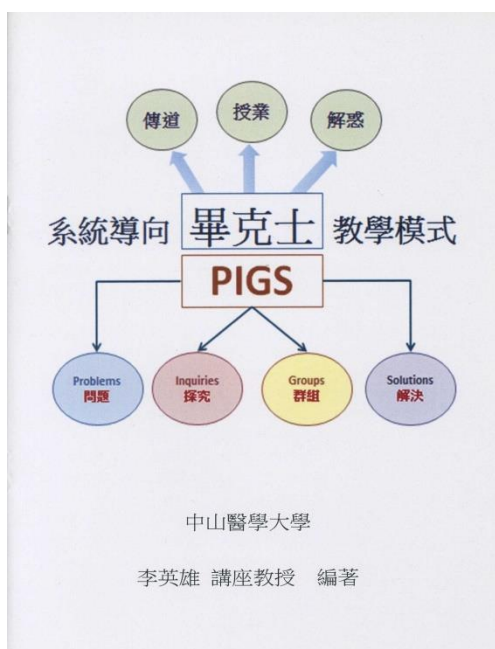 傳道 授業 解惑
系統導向 畢克士 教學模式
PIGS
Problems Inquiries Groups Solutions
問題 探究 群組 解決
中山醫學大學
李英雄 講座教授 編著